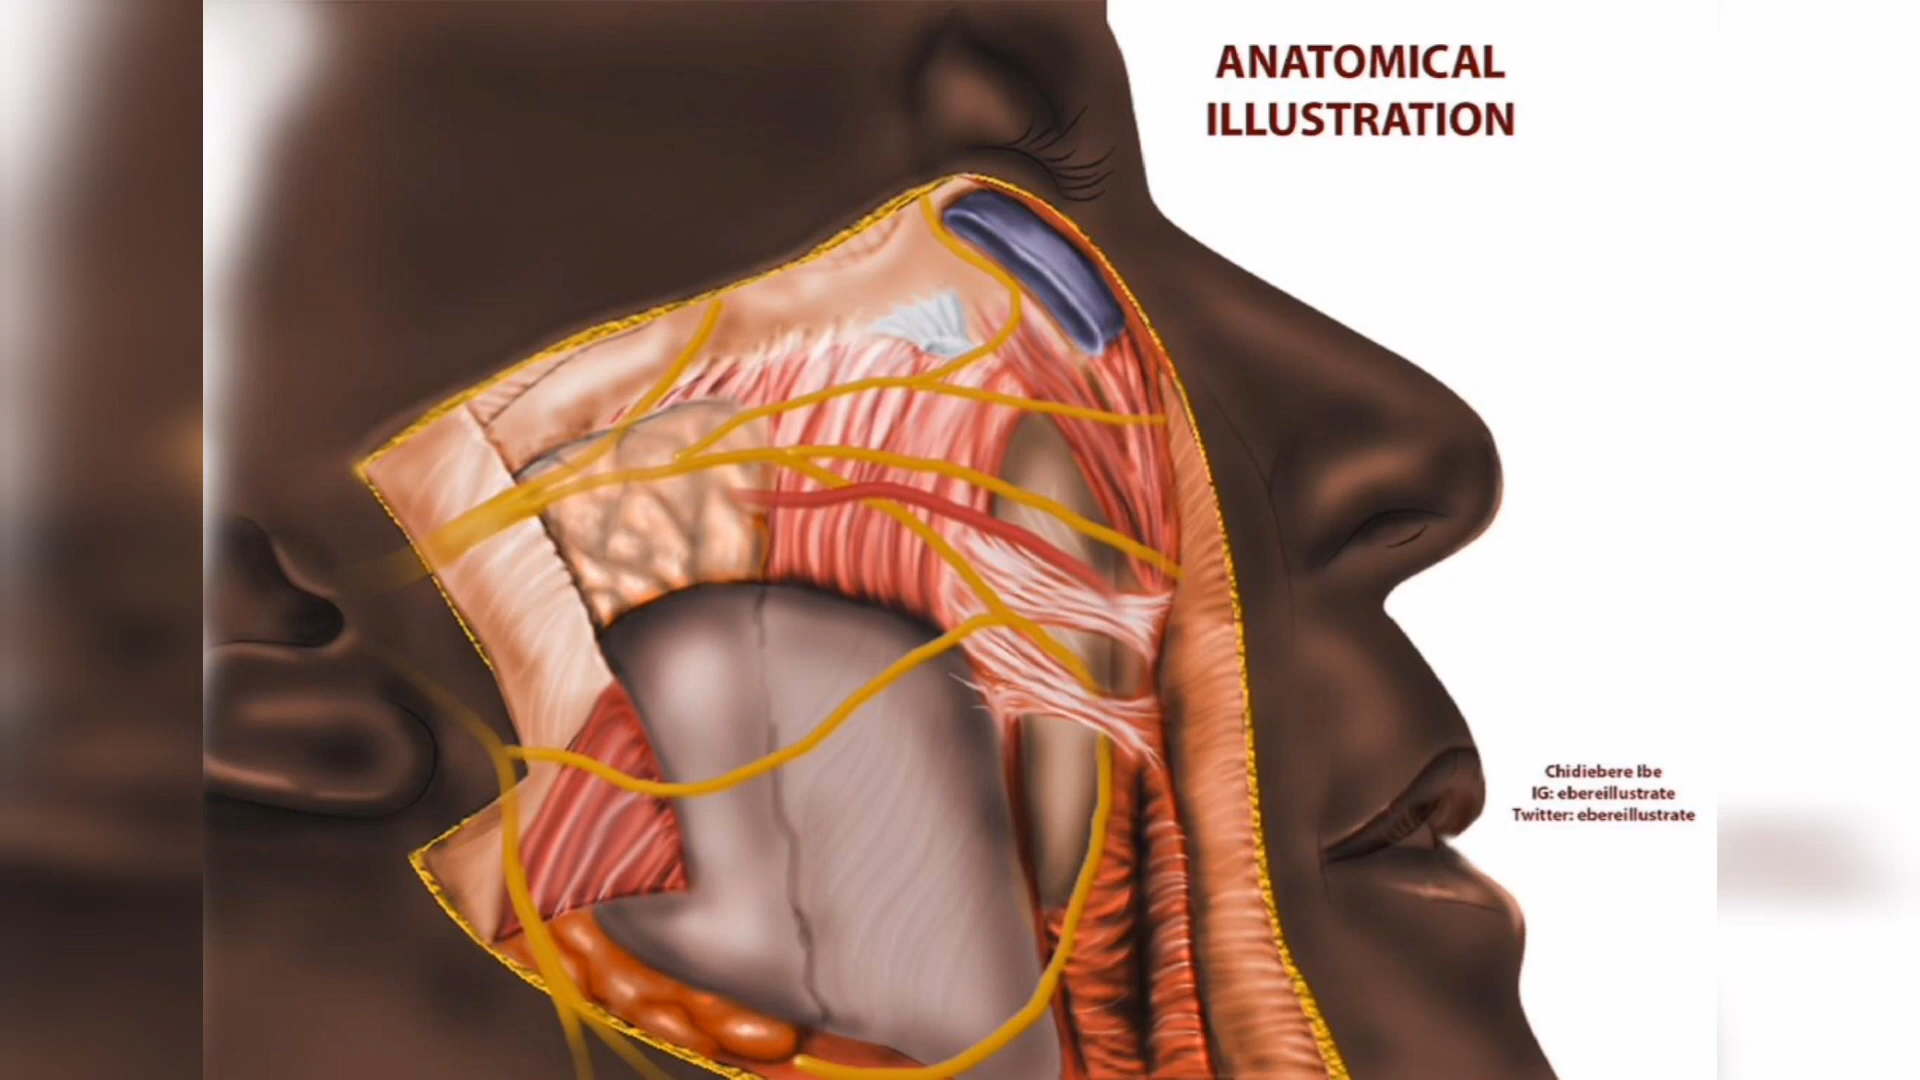 ANATOMICAL
ILLUSTRATION
Chidiebere Ibe
IG: ebereillustrate
Twitter: ebereillustrate